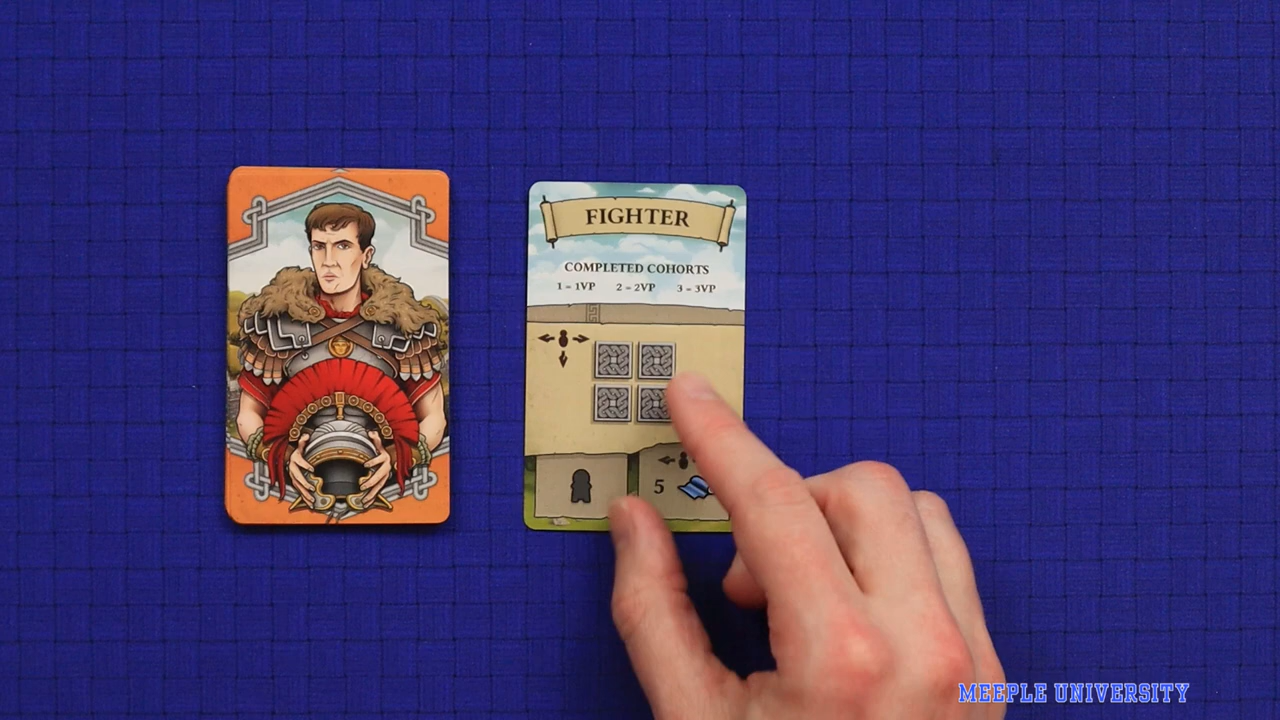 FIGHTER
COMPLETED COHORTS
1 = 1VP 2 = 2VP 3 = 3VP
5
MEEPLE UNIVERSITY